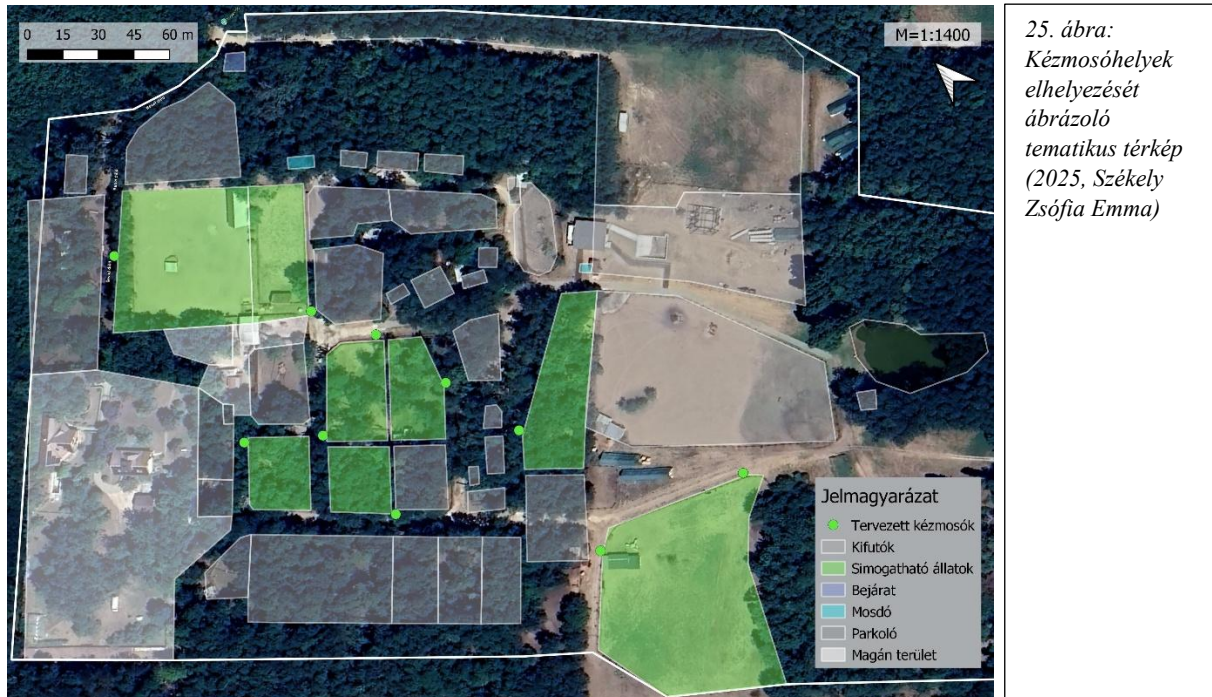 0 15 30 45 60 m
M=1:1400
Jelmagyarázat
Tervezett kézmosók
Kifutók
Simogatható állatok
Bejárat
Mosdó
Parkoló
Magán terület
25. ábra:
Kézmosóhelyek
elhelyezését
ábrázoló
tematikus térkép
(2025, Székely
Zsófia Emma)